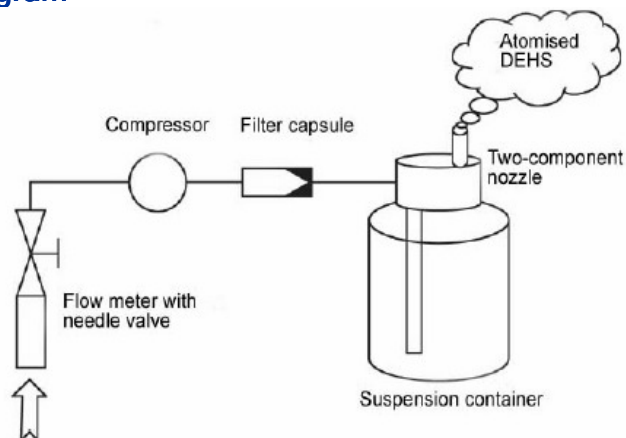 Atomised
DEHS
Compressor
Filter capsule
Two-component
nozzle
Flow meter with
needle valve
Suspension container